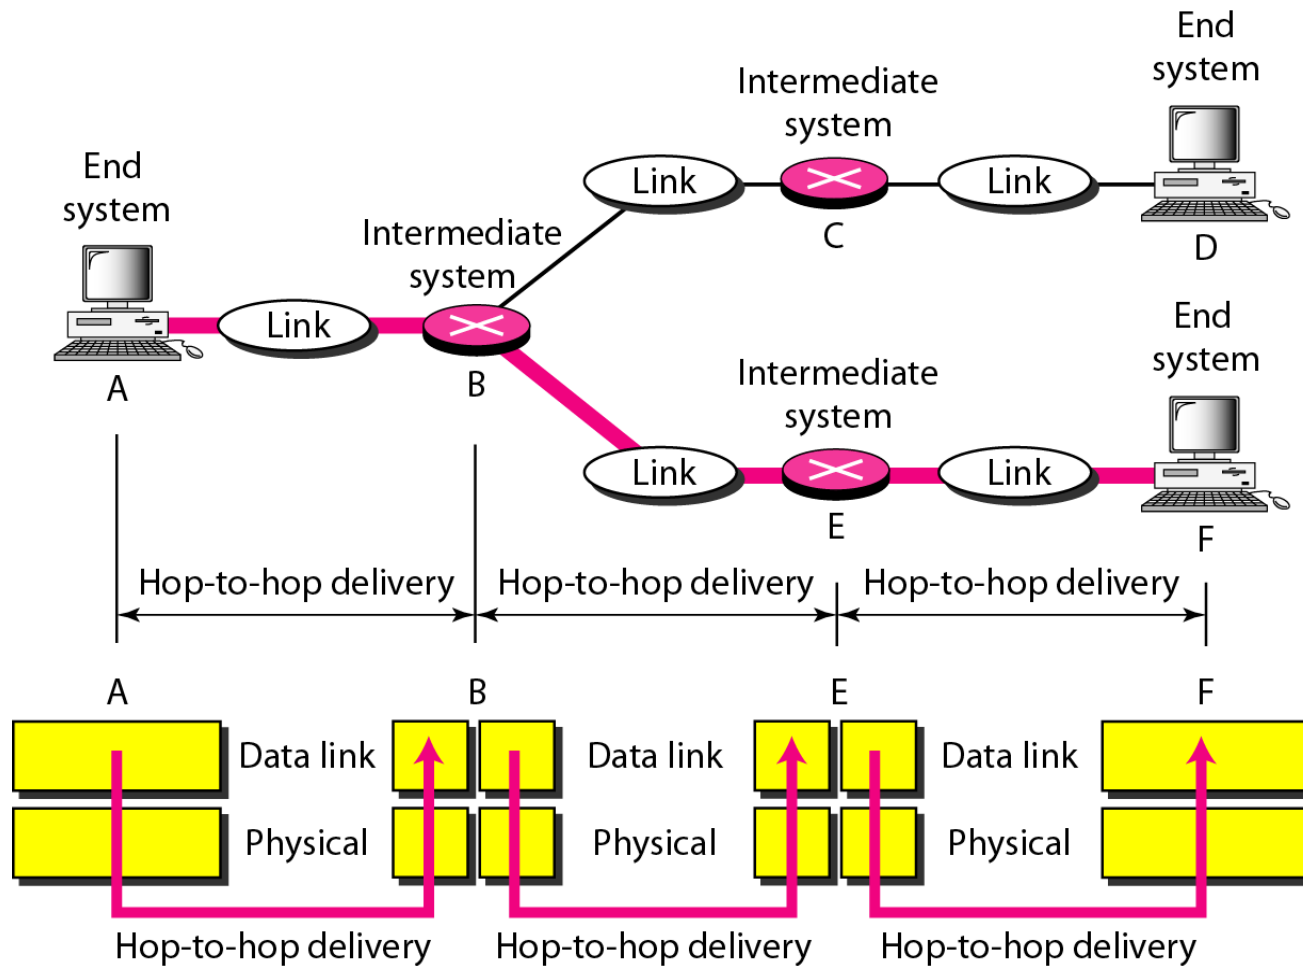 End
system
Intermediate
system
Link
Link
C
D
End
system
Intermediate
system
Link
A
B
End
system
Intermediate
system
Link
Link
E
F
Hop-to-hop delivery
Hop-to-hop delivery
Hop-to-hop delivery
A
B
E
F
Data link
Data link
Data link
Physical
Physical
Physical
Hop-to-hop delivery
Hop-to-hop delivery
Hop-to-hop delivery